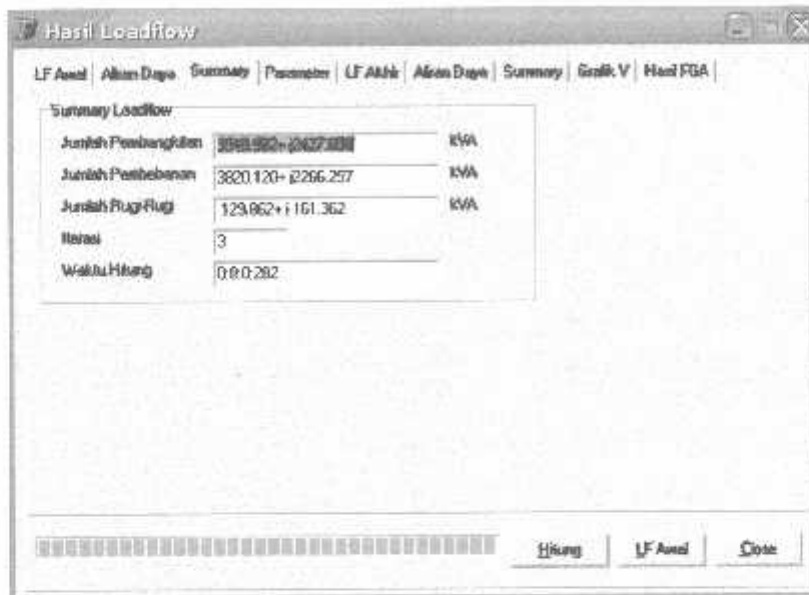 Hasil Loadflow
LF Awal Aliran Daya Summary Parameter LF Akhir Aliran Daya Summary Grafik V Hasil FGA
Summary Loadflow
Jumlah Pembangkitan kVA
Jumlah Pembebanan 3820.120+ j2266.257 kVA
Jumlah Rugi-Rugi 129.862+ j 161.362 kVA
Iterasi 3
Waktu Hitung 0:0:0:282
Hitung LF Awal Close